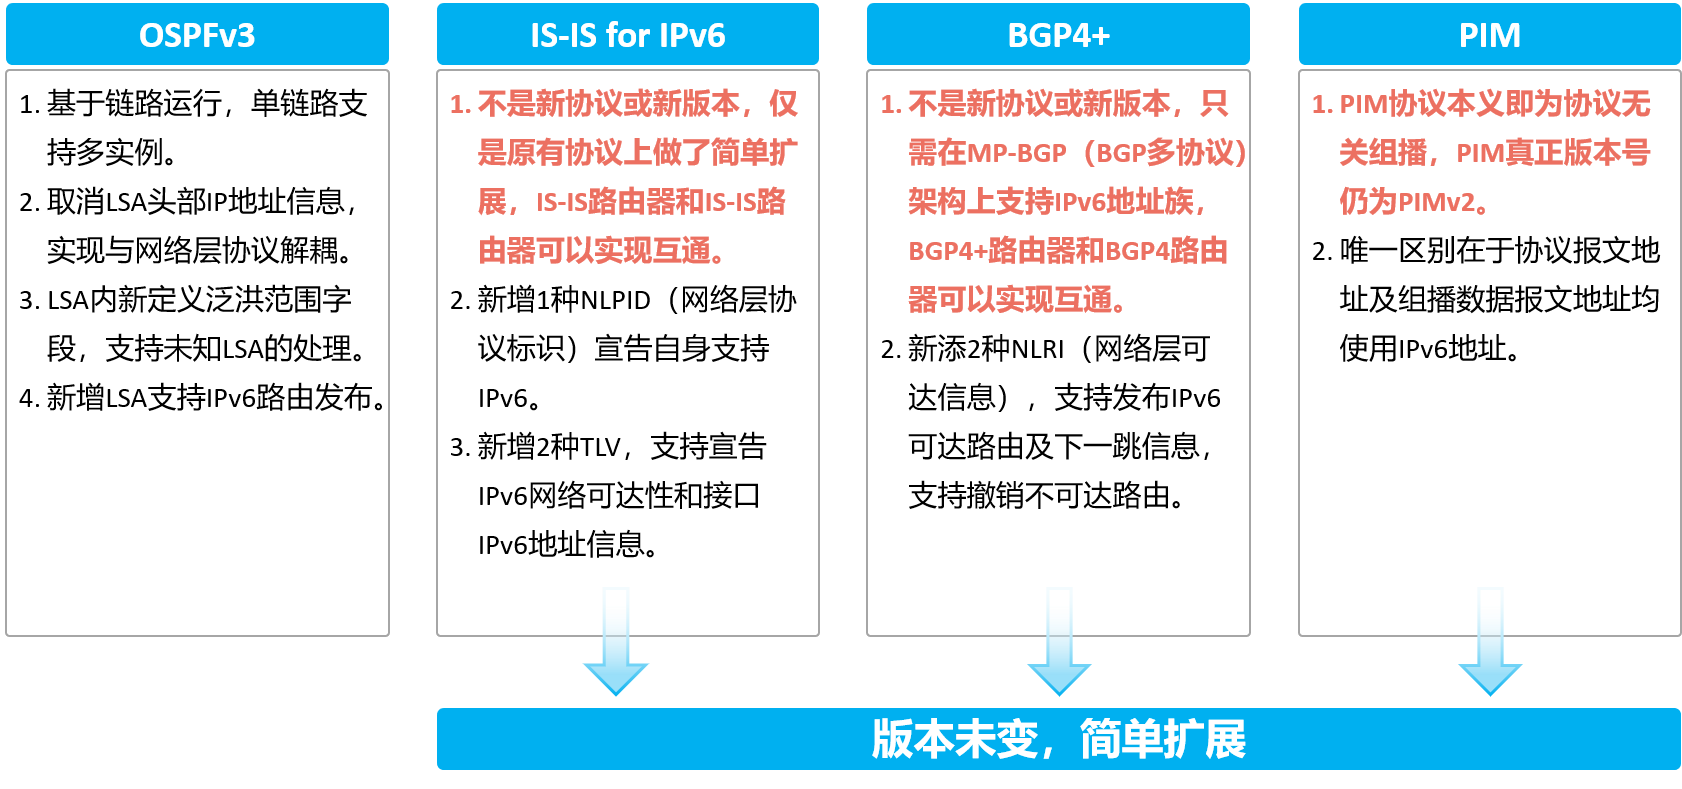 OSPFv3
1. 基于链路运行，单链路支
持多实例。
2. 取消LSA头部IP地址信息，
实现与网络层协议解耦。
3. LSA内新定义泛洪范围字
段，支持未知LSA的处理。
4. 新增LSA支持IPv6路由发布。
IS-IS for IPv6
1. 不是新协议或新版本，仅
是原有协议上做了简单扩
展，IS-IS路由器和IS-IS路
由器可以实现互通。
2. 新增1种NLPID（网络层协
议标识）宣告自身支持
IPv6。
3. 新增2种TLV，支持宣告
IPv6网络可达性和接口
IPv6地址信息。
BGP4+
1. 不是新协议或新版本，只
需在MP-BGP（BGP多协议）
架构上支持IPv6地址族，
BGP4+路由器和BGP4路由
器可以实现互通。
2. 新添2种NLRI（网络层可
达信息），支持发布IPv6
可达路由及下一跳信息，
支持撤销不可达路由。
PIM
1. PIM协议本义即为协议无
关组播，PIM真正版本号
仍为PIMv2。
2. 唯一区别在于协议报文地
址及组播数据报文地址均
使用IPv6地址。
版本未变，简单扩展